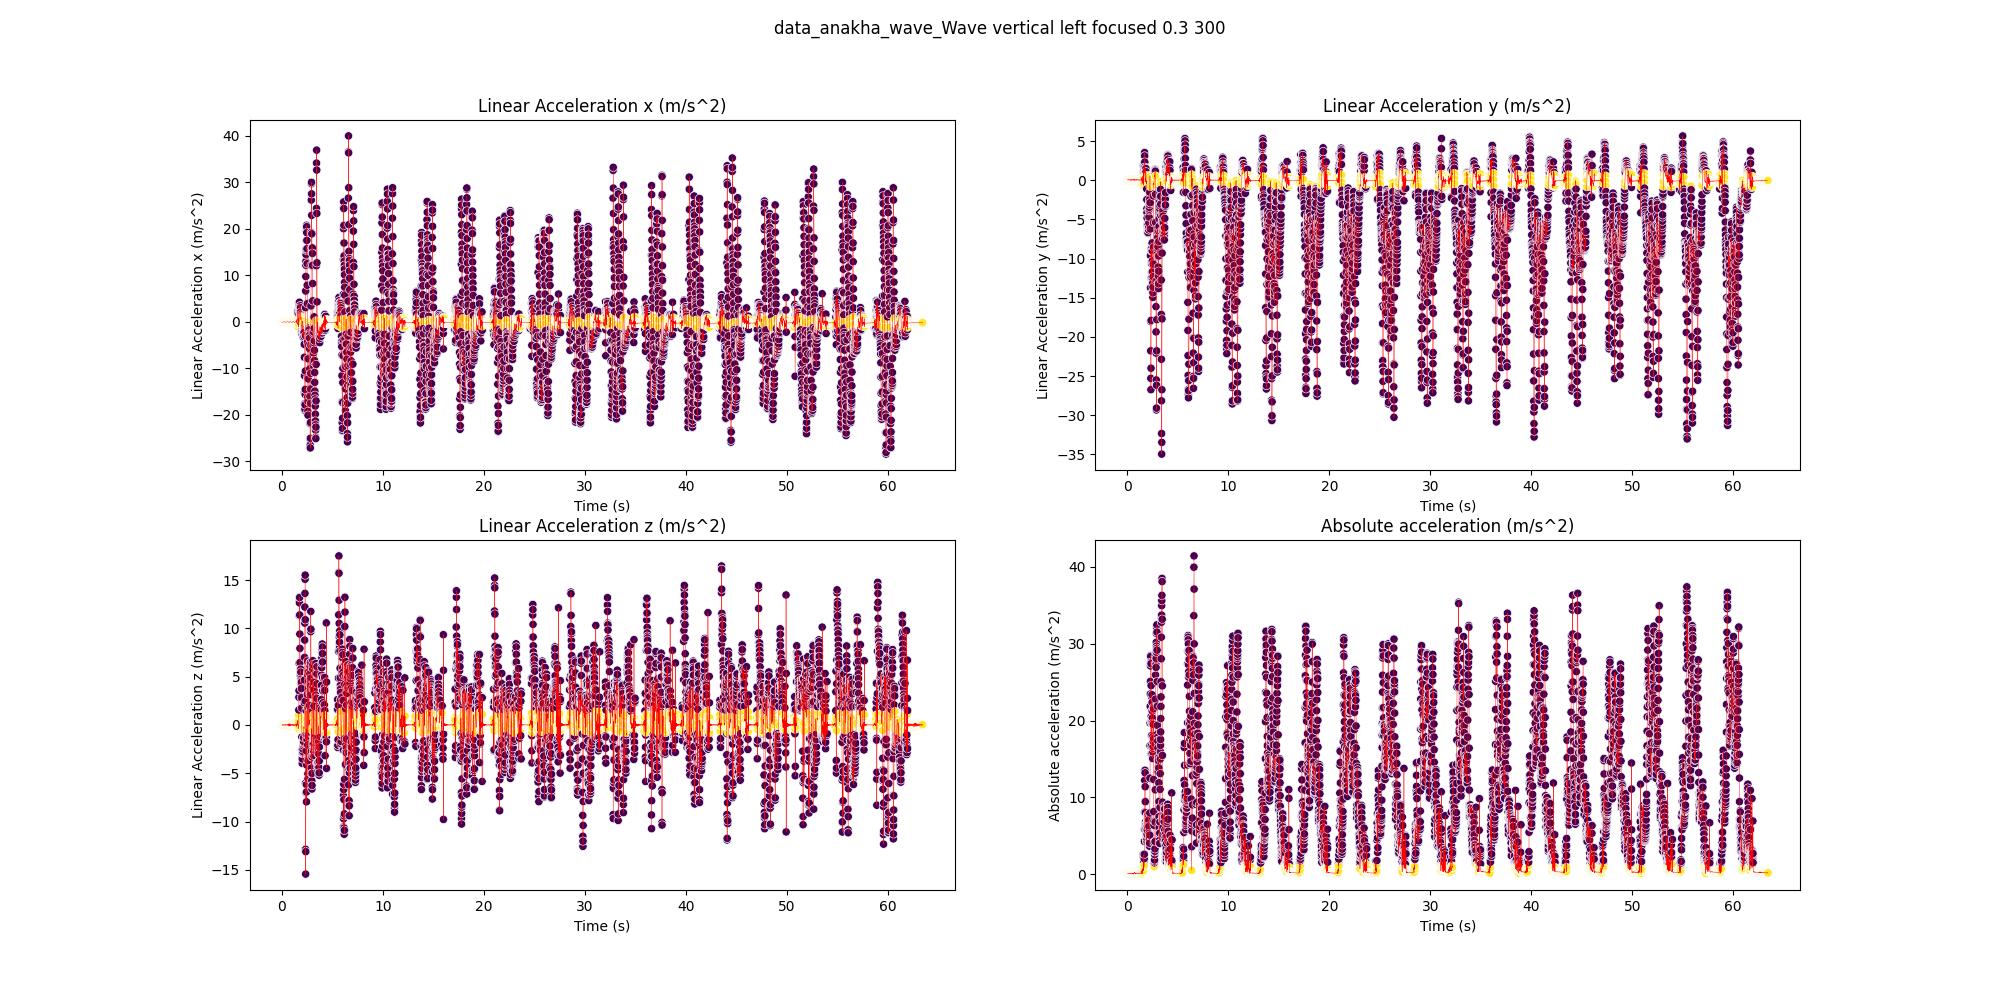 data_anakha_wave_Wave vertical left focused 0.3 300
Linear Acceleration x (m/s^2)
Linear Acceleration x (m/s^2)
40
30
20
10
0
−10
−20
−30
0 10 20 30 40 50 60
Time (s)
Linear Acceleration y (m/s^2)
Linear Acceleration y (m/s^2)
5
0
−5
−10
−15
−20
−25
−30
−35
0 10 20 30 40 50 60
Time (s)
Linear Acceleration z (m/s^2)
Linear Acceleration z (m/s^2)
15
10
5
0
−5
−10
−15
0 10 20 30 40 50 60
Time (s)
Absolute acceleration (m/s^2)
Absolute acceleration (m/s^2)
40
30
20
10
0
0 10 20 30 40 50 60
Time (s)